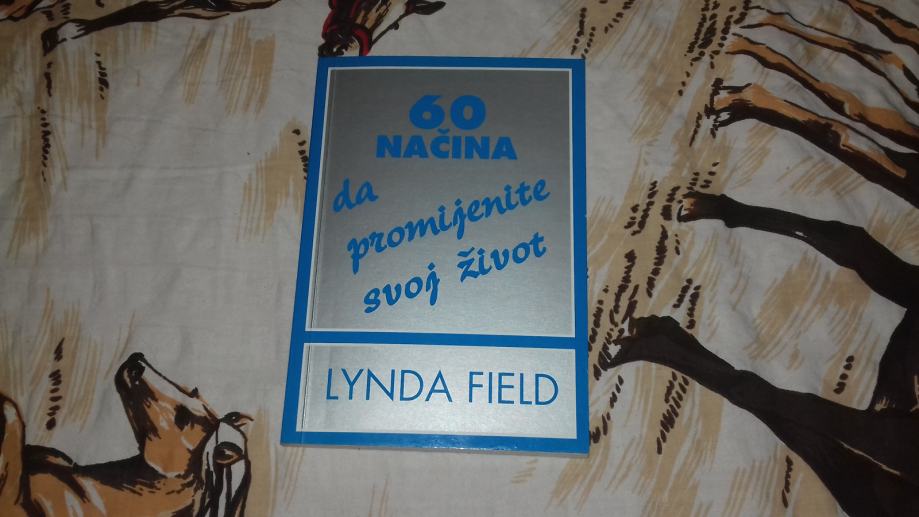 60
NAČINA
da
promijenite
svoj život
LYNDA FIELD